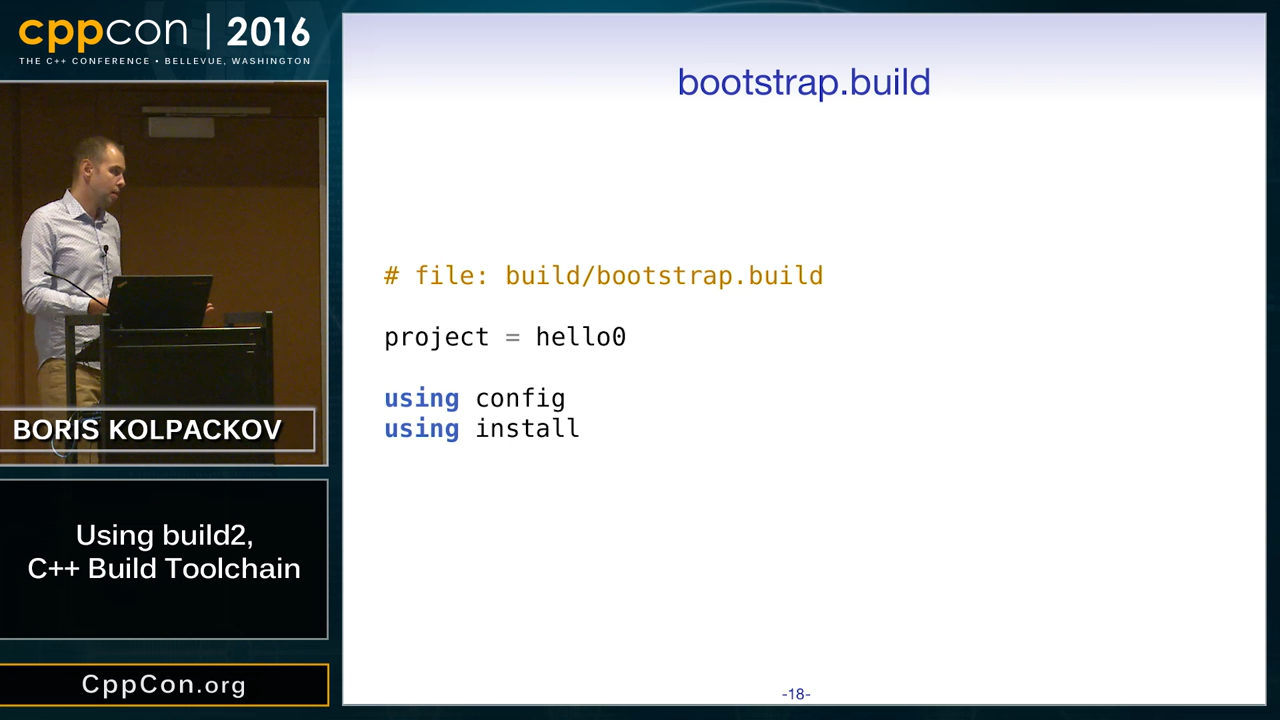 cppcon | 2016
THE C++ CONFERENCE • BELLEVUE, WASHINGTON
BORIS KOLPACKOV
Using build2,
C++ Build Toolchain
CppCon.org
bootstrap.build
# file: build/bootstrap.build
project = hello0
using config
using install
-18-